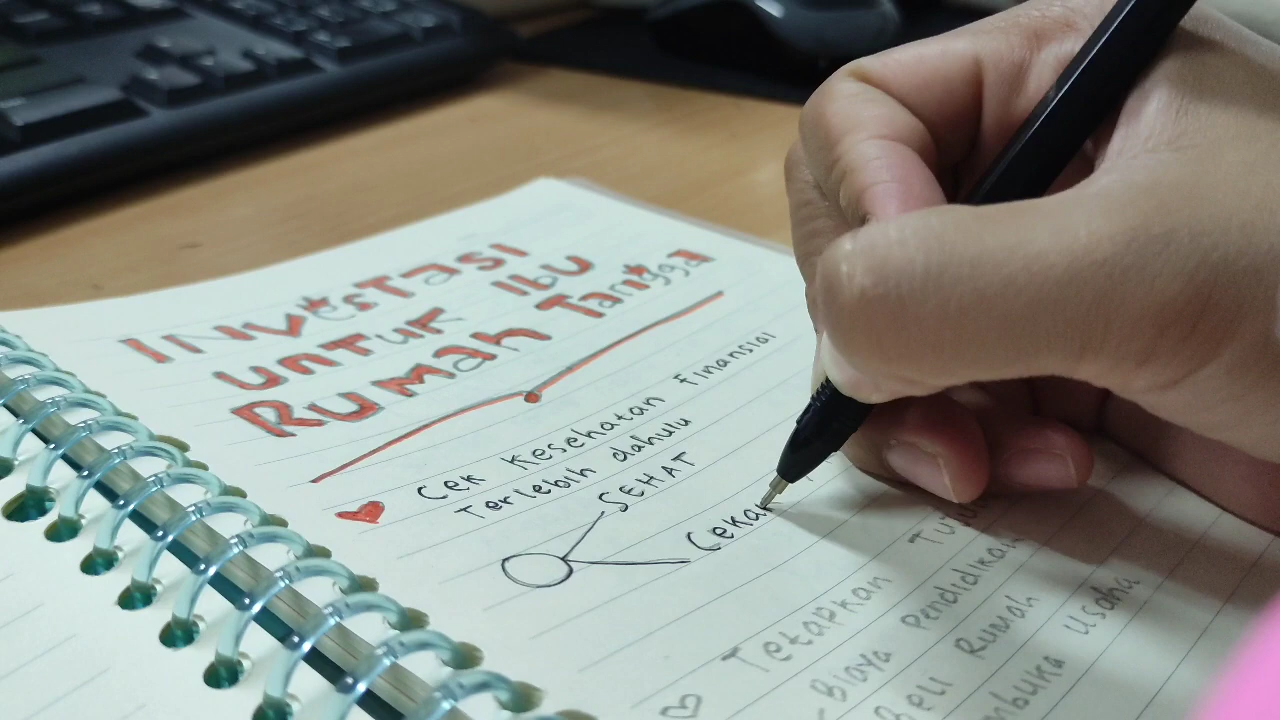 INVesTasi
unTuk Ibu
Rumah Tangga
Cek Kesehatan Finansial
Terlebih dahulu
SEHAT
Cekak
Tetapkan
- Biaya Pendidikan
Beli Rumah
Usaha